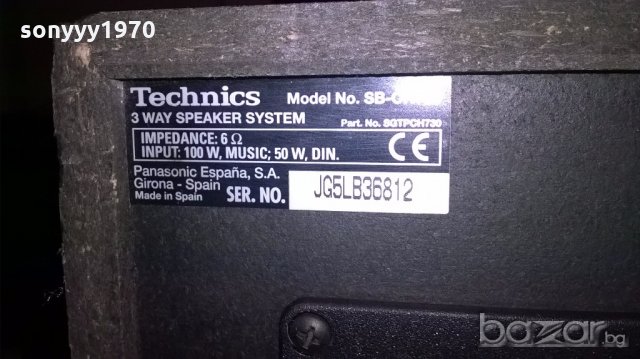 sonyyy1970
Technics Model No.
3 WAY SPEAKER SYSTEM Part. No. SGTPCH730
IMPEDANCE: 6 Ω
INPUT: 100 W, MUSIC; 50 W, DIN.
CE
Panasonic España, S.A.
Girona - Spain
Made in Spain SER. NO. JG5LB36812
bazar.bg